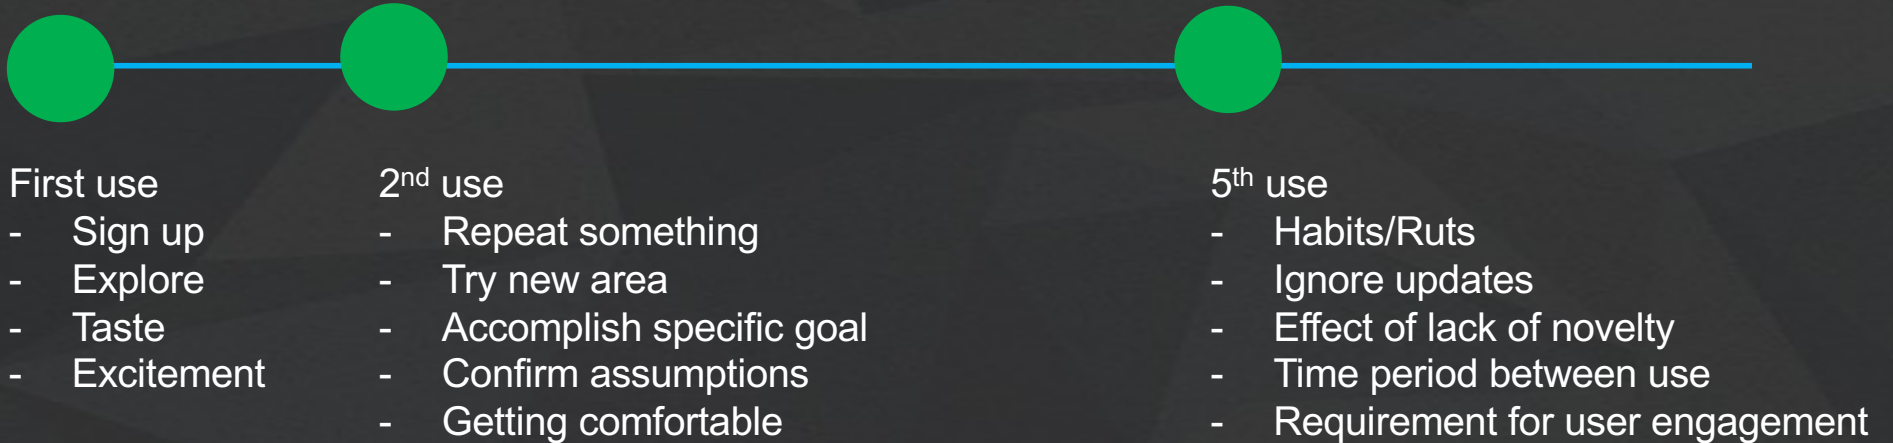 First use
- Sign up
- Explore
- Taste
- Excitement
2nd use
- Repeat something
- Try new area
- Accomplish specific goal
- Confirm assumptions
- Getting comfortable
5th use
- Habits/Ruts
- Ignore updates
- Effect of lack of novelty
- Time period between use
- Requirement for user engagement